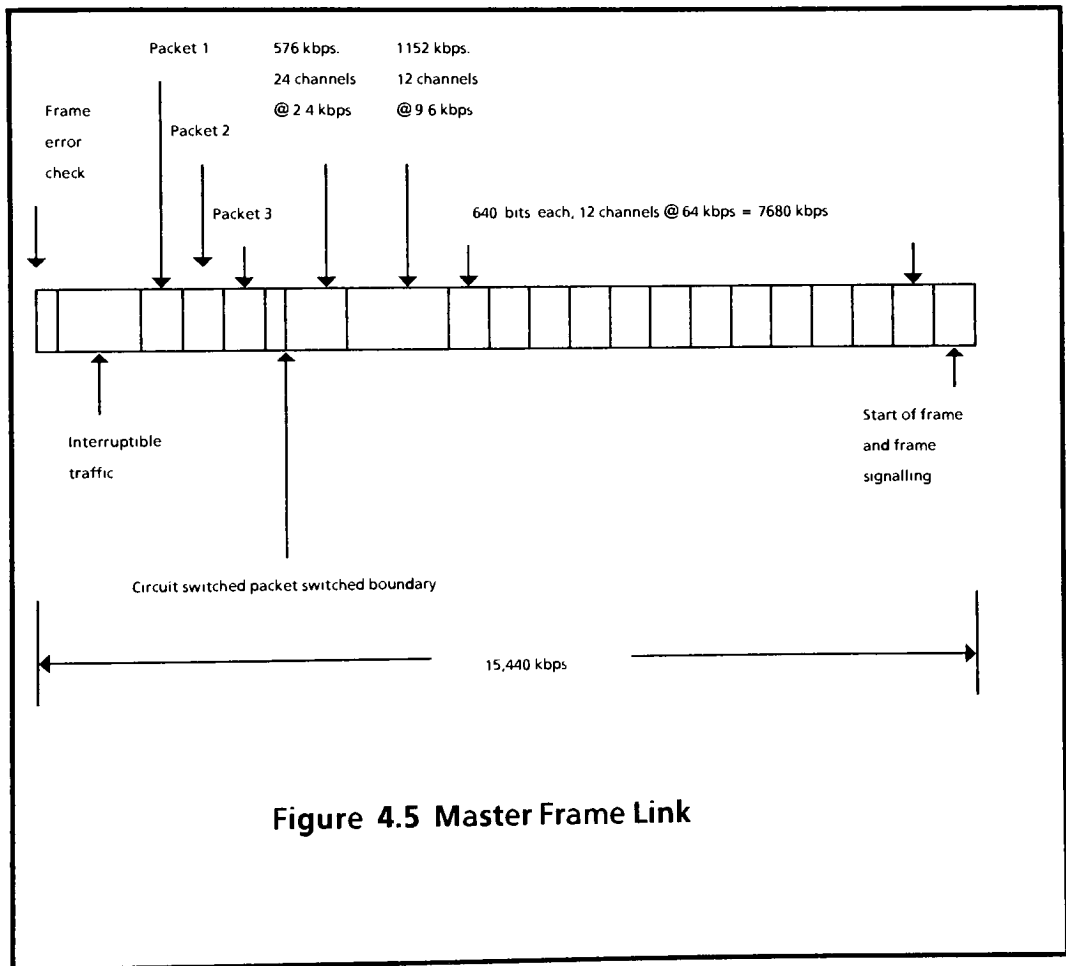 Packet 1
576 kbps.
24 channels
@ 2 4 kbps
1152 kbps.
12 channels
@ 9 6 kbps
Frame
error
check
Packet 2
Packet 3
640 bits each, 12 channels @ 64 kbps = 7680 kbps
Interruptible
traffic
Start of frame
and frame
signalling
Circuit switched packet switched boundary
15,440 kbps
Figure 4.5 Master Frame Link